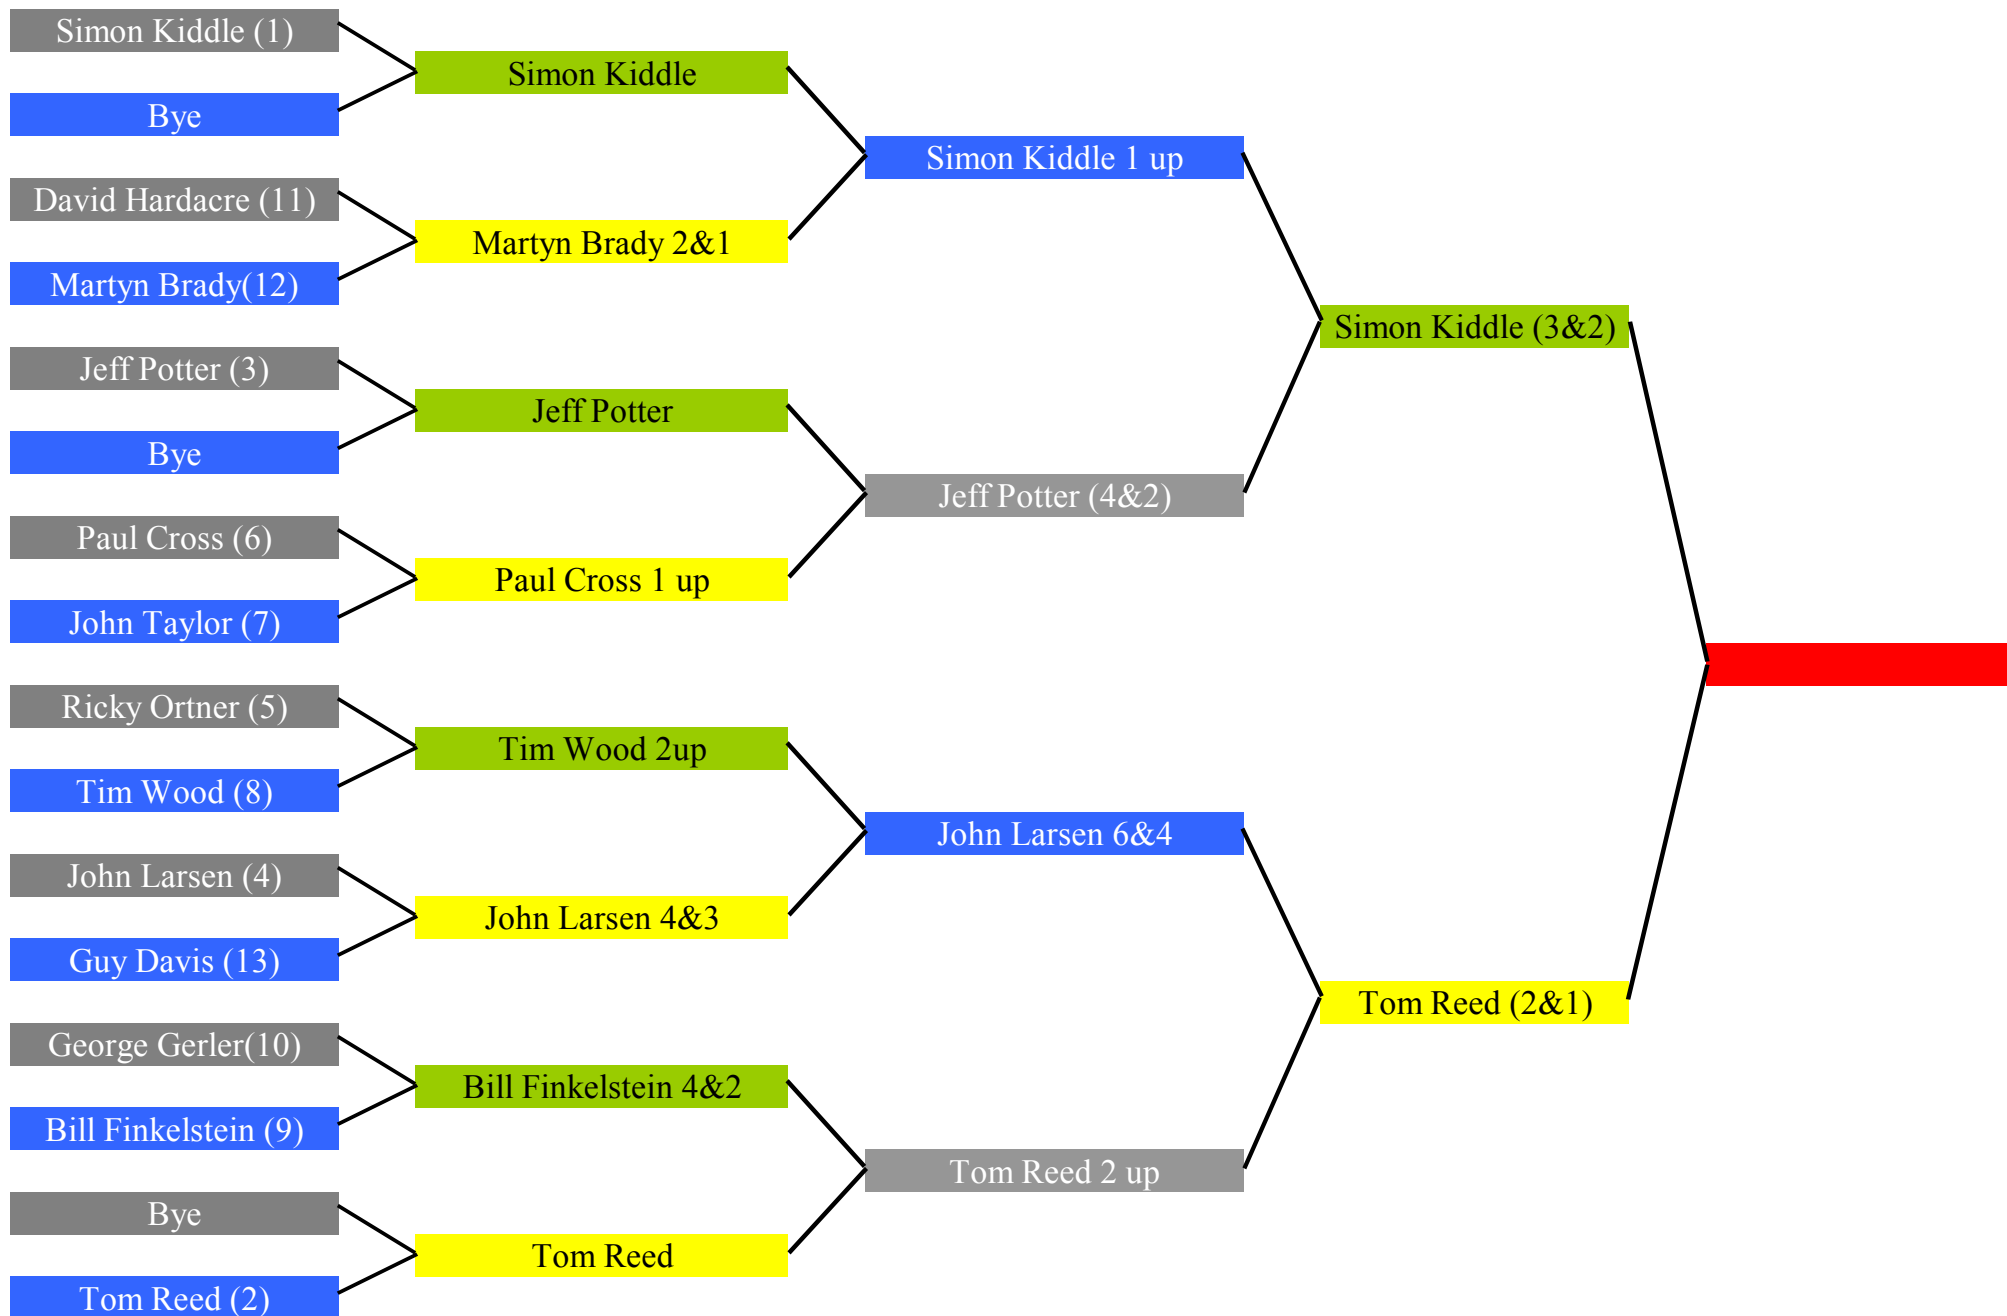 Simon Kiddle (1)
Bye
David Hardacre (11)
Martyn Brady(12)
Jeff Potter (3)
Bye
Paul Cross (6)
John Taylor (7)
Ricky Ortner (5)
Tim Wood (8)
John Larsen (4)
Guy Davis (13)
George Gerler(10)
Bill Finkelstein (9)
Bye
Tom Reed (2)
Simon Kiddle
Martyn Brady 2&1
Jeff Potter
Paul Cross 1 up
Tim Wood 2up
John Larsen 4&3
Bill Finkelstein 4&2
Tom Reed
Simon Kiddle 1 up
Jeff Potter (4&2)
John Larsen 6&4
Tom Reed 2 up
Simon Kiddle (3&2)
Tom Reed (2&1)